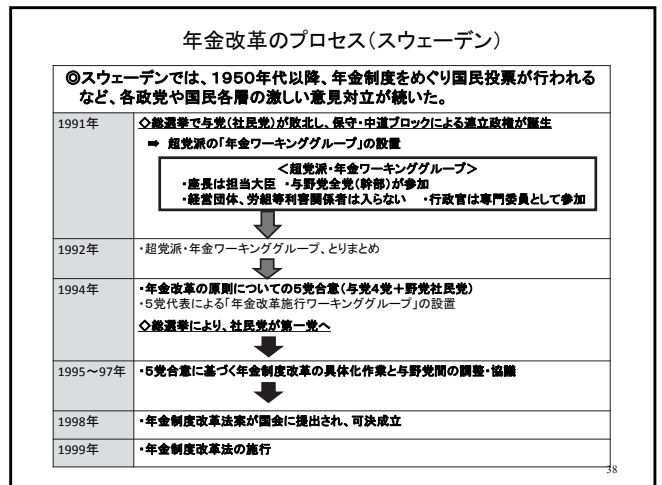 年金改革のプロセス(スウェーデン)
◎スウェーデンでは、1950年代以降、年金制度をめぐり国民投票が行われる
など、各政党や国民各層の激しい意見対立が続いた。
1991年
◇総選挙で与党(社民党)が敗北し、保守・中道ブロックによる連立政権が誕生
➡ 超党派の「年金ワーキンググループ」の設置
<超党派・年金ワーキンググループ>
・座長は担当大臣 ・与野党全党(幹部)が参加
・経営団体、労組等利害関係者は入らない ・行政官は専門委員として参加
1992年
・超党派・年金ワーキンググループ、とりまとめ
1994年
・年金改革の原則についての5党合意(与党4党+野党社民党)
・5党代表による「年金改革施行ワーキンググループ」の設置
◇総選挙により、社民党が第一党へ
1995~97年
・5党合意に基づく年金制度改革の具体化作業と与野党間の調整・協議
1998年
・年金制度改革法案が国会に提出され、可決成立
1999年
・年金制度改革法の施行
38